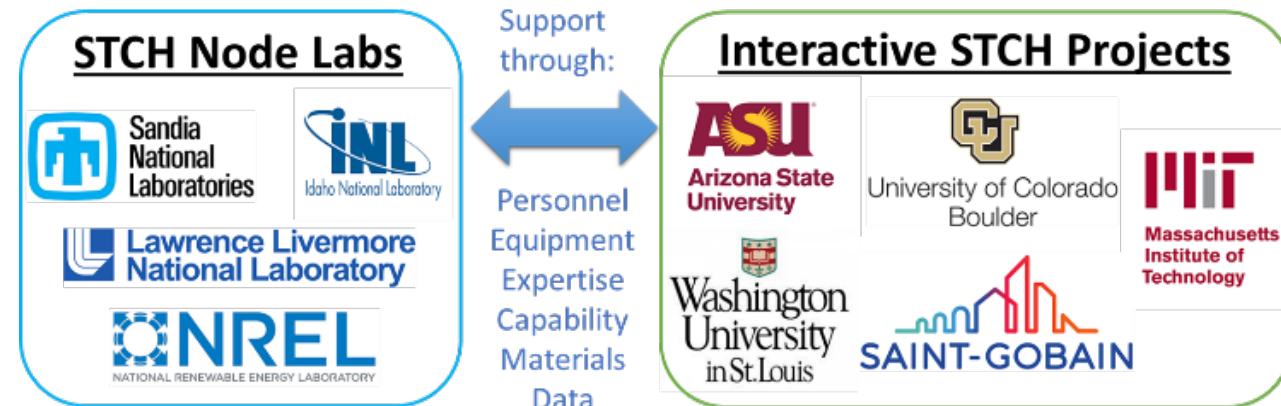 STCH Node Labs
Sandia
National
Laboratories
INL
Idaho National Laboratory
Lawrence Livermore
National Laboratory
NREL
NATIONAL RENEWABLE ENERGY LABORATORY
Support
through:
Personnel
Equipment
Expertise
Capability
Materials
Data
Interactive STCH Projects
ASU
Arizona State
University
CU
University of Colorado
Boulder
MIT
Massachusetts
Institute of
Technology
Washington
University
in St. Louis
SAINT-GOBAIN